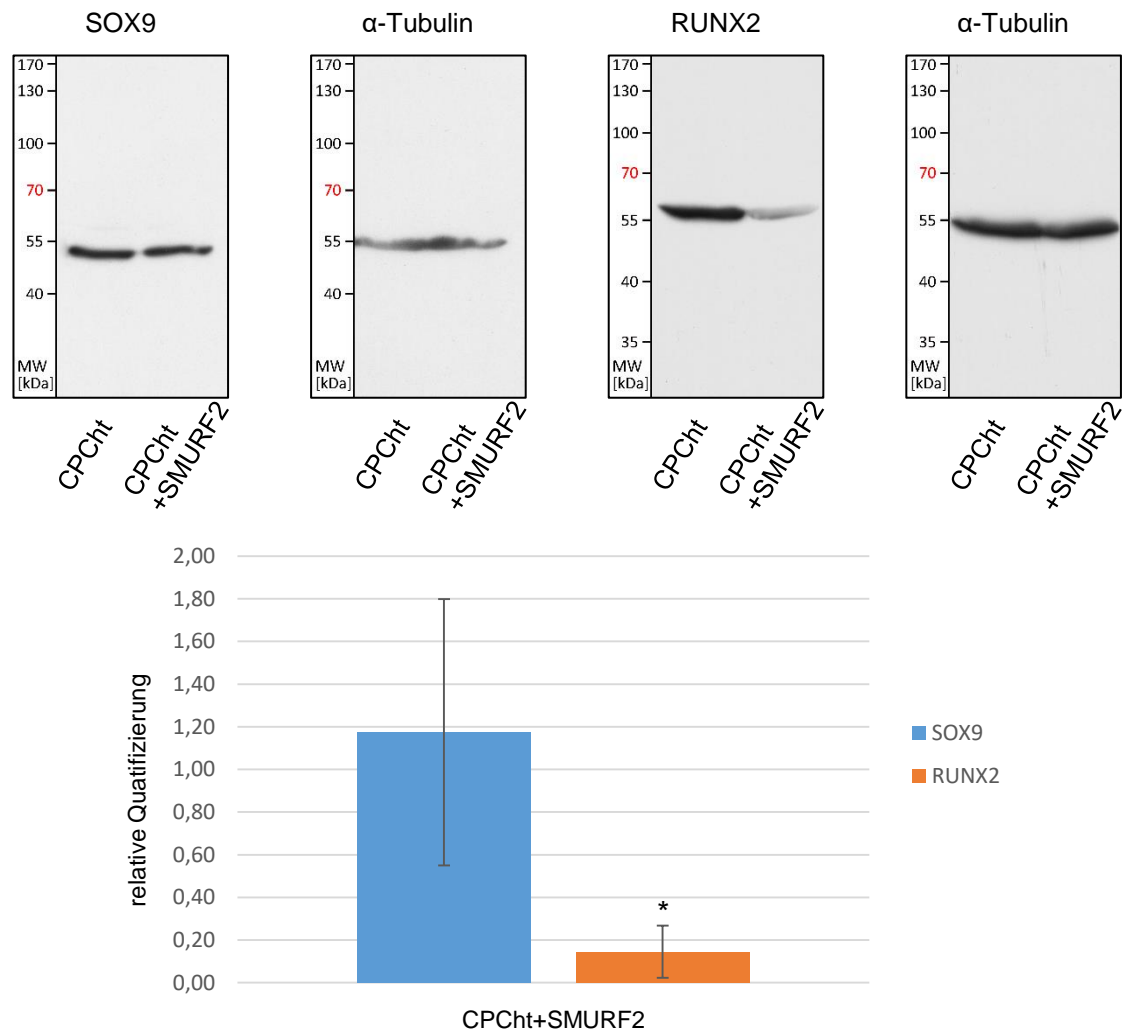 SOX9
α-Tubulin
RUNX2
α-Tubulin
170
130
100
70
55
40
MW
[kDa]
170
130
100
70
55
40
MW
[kDa]
170
130
100
70
55
40
35
MW
[kDa]
170
130
100
70
55
40
35
MW
[kDa]
CPCht
CPCht
+SMURF2
CPCht
CPCht
+SMURF2
CPCht
CPCht
+SMURF2
CPCht
CPCht
+SMURF2
relative Quatifizierung
2,00
1,80
1,60
1,40
1,20
1,00
0,80
0,60
0,40
0,20
0,00
*
SOX9
RUNX2
CPCht+SMURF2